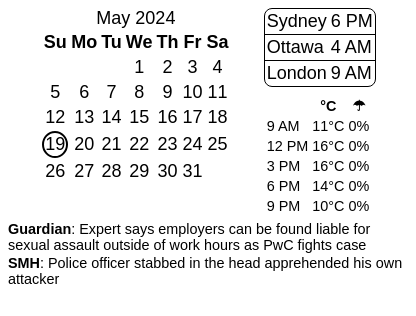 May 2024
Su Mo Tu We Th Fr Sa
1 2 3 4
5 6 7 8 9 10 11
12 13 14 15 16 17 18
19 20 21 22 23 24 25
26 27 28 29 30 31
Sydney 6 PM
Ottawa 4 AM
London 9 AM
°C ☂
9 AM 11°C 0%
12 PM 16°C 0%
3 PM 16°C 0%
6 PM 14°C 0%
9 PM 10°C 0%
Guardian: Expert says employers can be found liable for
sexual assault outside of work hours as PwC fights case
SMH: Police officer stabbed in the head apprehended his own
attacker